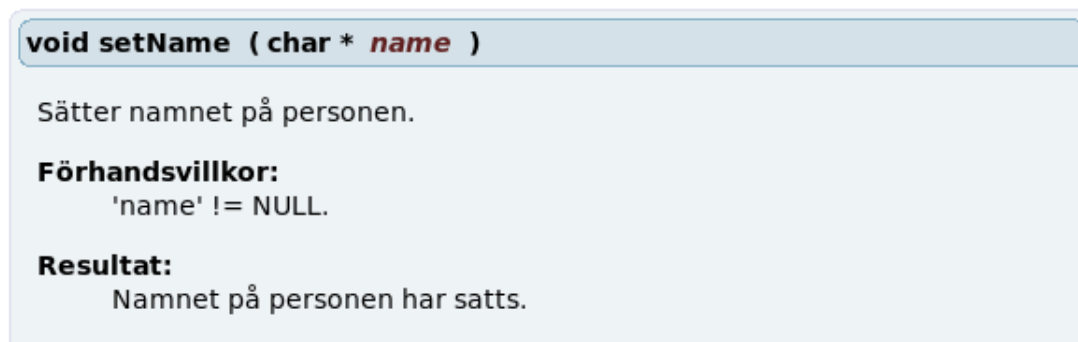 void setName ( char * name )
Sätter namnet på personen.
Förhandsvillkor:
'name' != NULL.
Resultat:
Namnet på personen har satts.